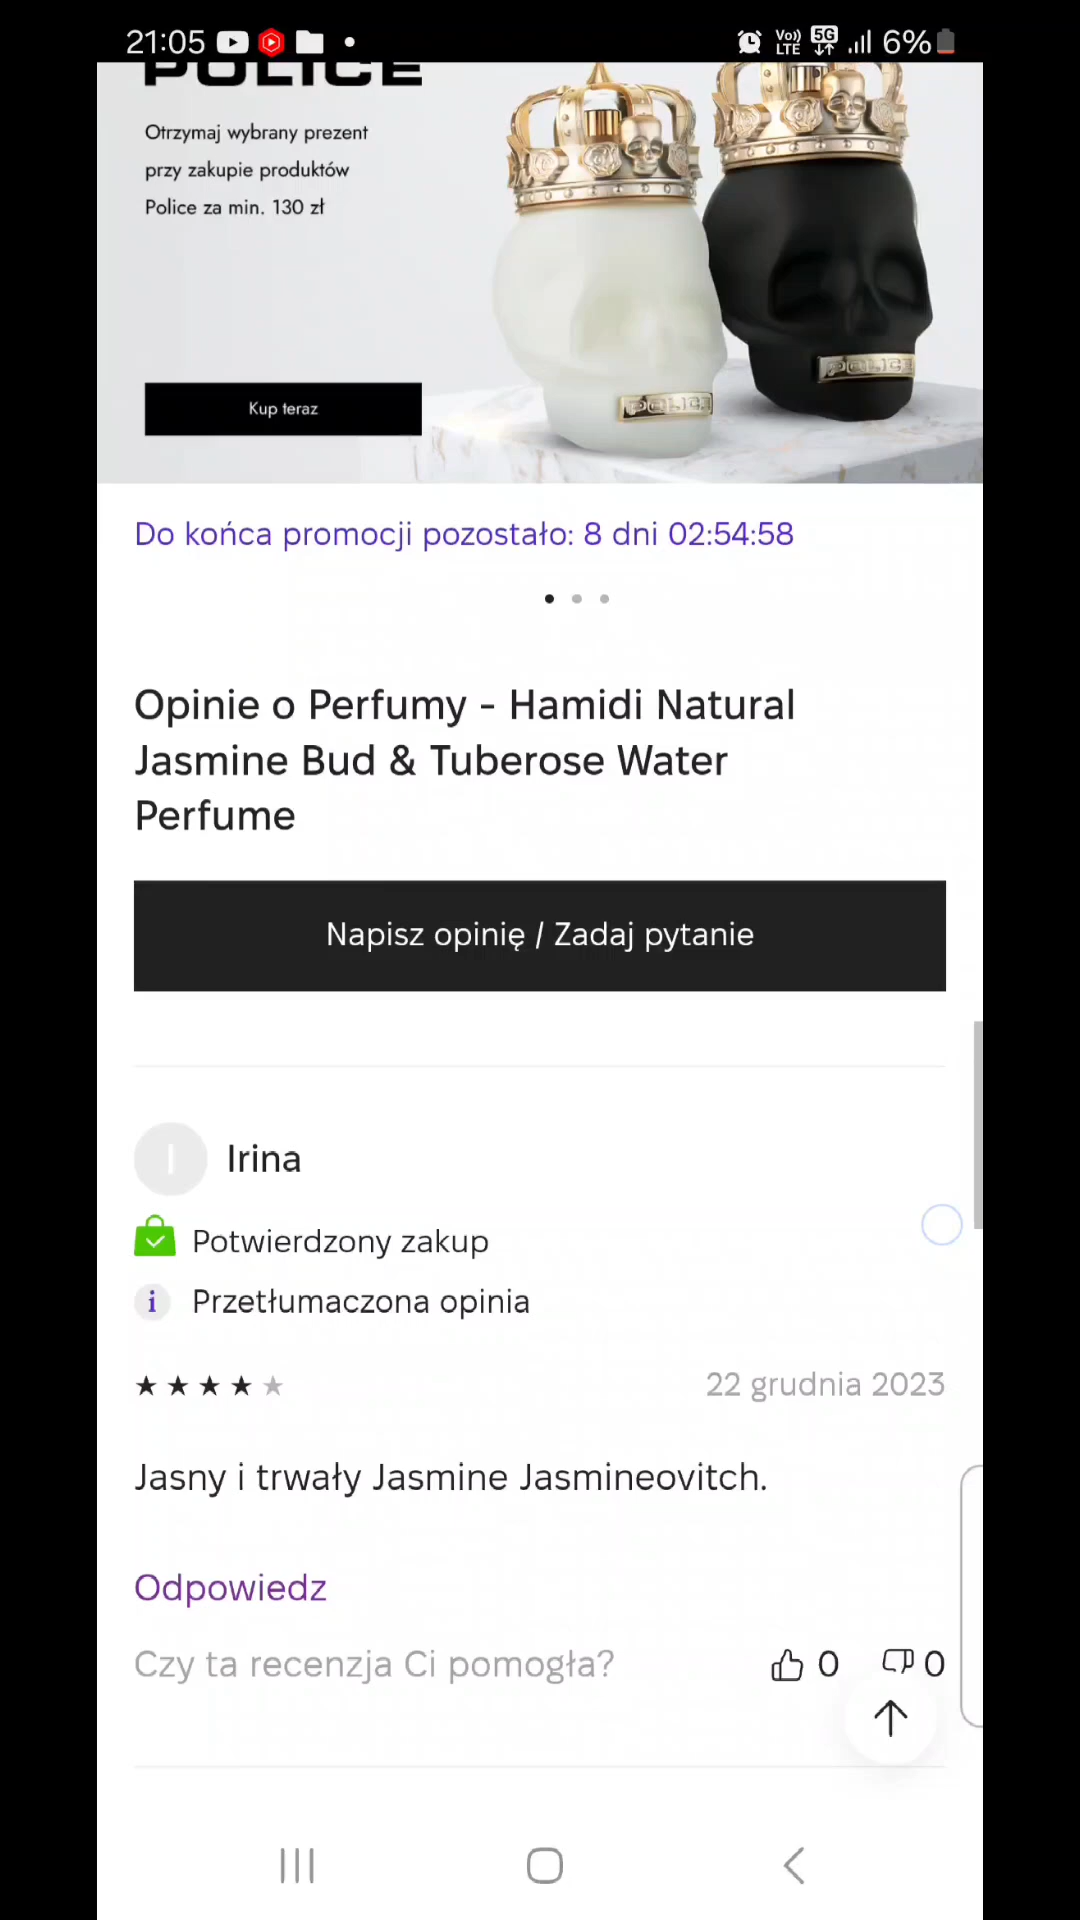 21:05
Vo)) LTE 5G 6%
POLICE
Otrzymaj wybrany prezent
przy zakupie produktów
Police za min. 130 zł
POLICE
POLICE
Kup teraz
Do końca promocji pozostało: 8 dni 02:54:58
Opinie o Perfumy - Hamidi Natural
Jasmine Bud & Tuberose Water
Perfume
Napisz opinię / Zadaj pytanie
I Irina
Potwierdzony zakup
i Przetłumaczona opinia
22 grudnia 2023
Jasny i trwały Jasmine Jasmineovitch.
Odpowiedz
Czy ta recenzja Ci pomogła? 0 0